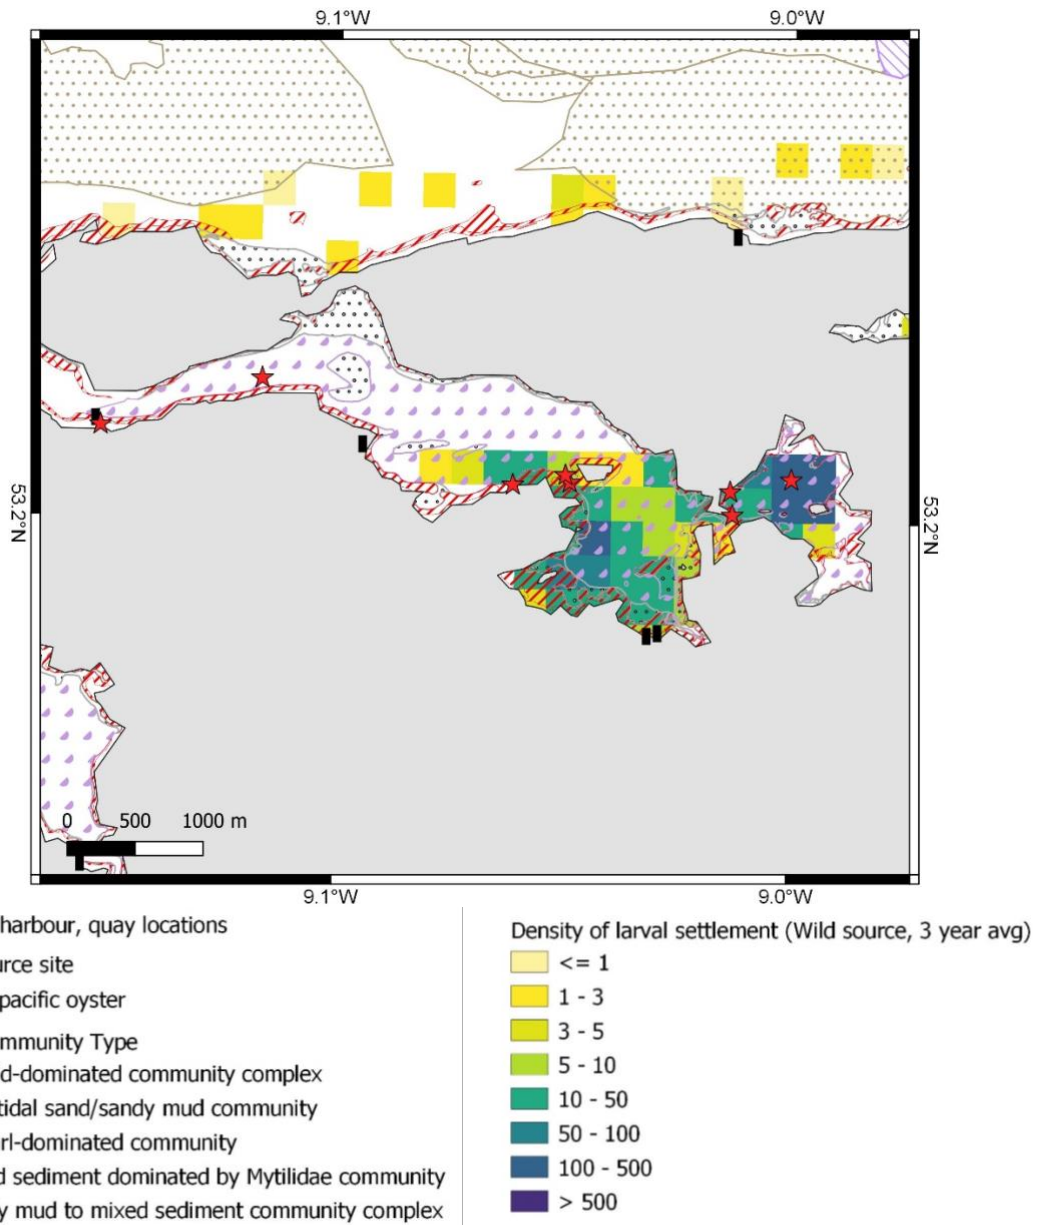 9.1°W 9.0°W
53.2°N 53.2°N
0 500 1000 m
9.1°W 9.0°W
harbour, quay locations
urce site
pacific oyster
mmunity Type
d-dominated community complex
tidal sand/sandy mud community
rl-dominated community
d sediment dominated by Mytilidae community
y mud to mixed sediment community complex
Density of larval settlement (Wild source, 3 year avg)
<= 1
1 - 3
3 - 5
5 - 10
10 - 50
50 - 100
100 - 500
> 500